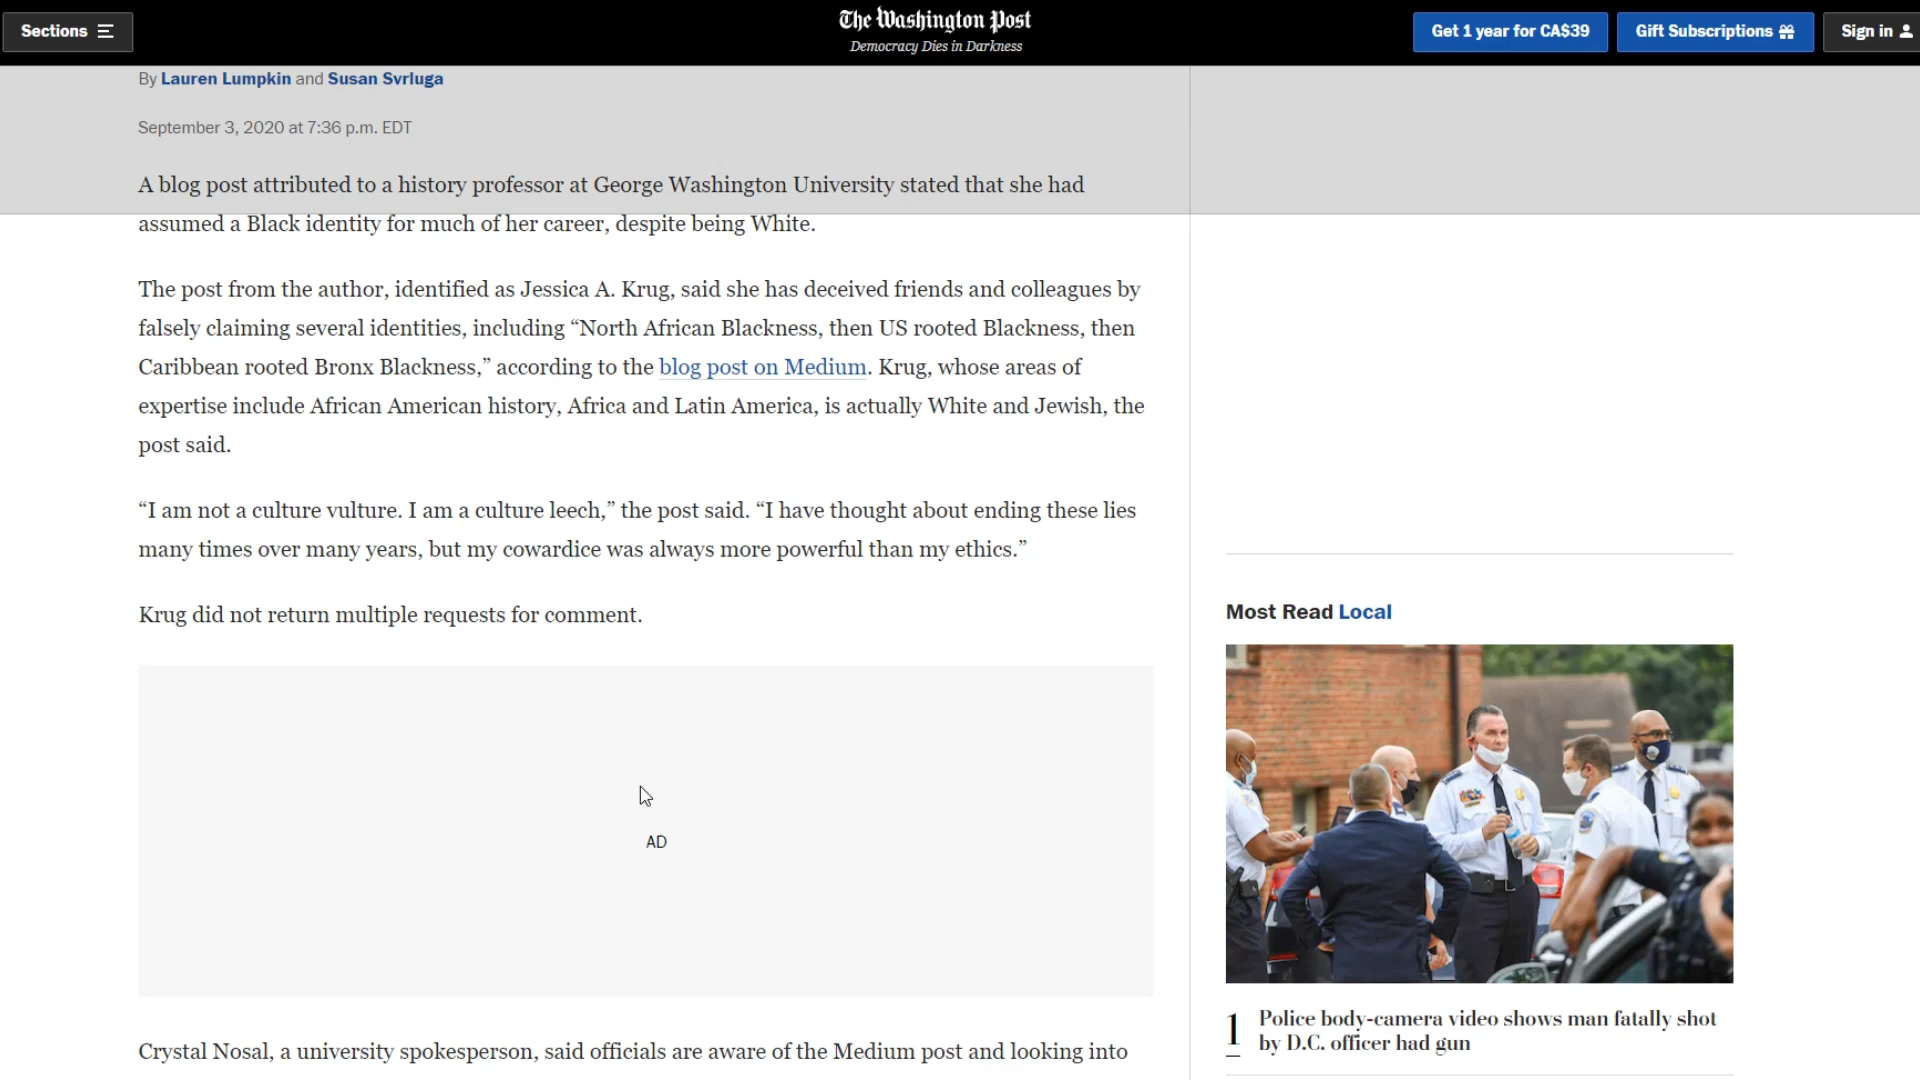 Sections
The Washington Post
Democracy Dies in Darkness
Get 1 year for CA$39
Gift Subscriptions
Sign in
By Lauren Lumpkin and Susan Svrluga
September 3, 2020 at 7:36 p.m. EDT
A blog post attributed to a history professor at George Washington University stated that she had
assumed a Black identity for much of her career, despite being White.
The post from the author, identified as Jessica A. Krug, said she has deceived friends and colleagues by
falsely claiming several identities, including “North African Blackness, then US rooted Blackness, then
Caribbean rooted Bronx Blackness,” according to the blog post on Medium. Krug, whose areas of
expertise include African American history, Africa and Latin America, is actually White and Jewish, the
post said.
“I am not a culture vulture. I am a culture leech,” the post said. “I have thought about ending these lies
many times over many years, but my cowardice was always more powerful than my ethics.”
Krug did not return multiple requests for comment.
AD
Crystal Nosal, a university spokesperson, said officials are aware of the Medium post and looking into
Most Read Local
1
Police body-camera video shows man fatally shot
by D.C. officer had gun